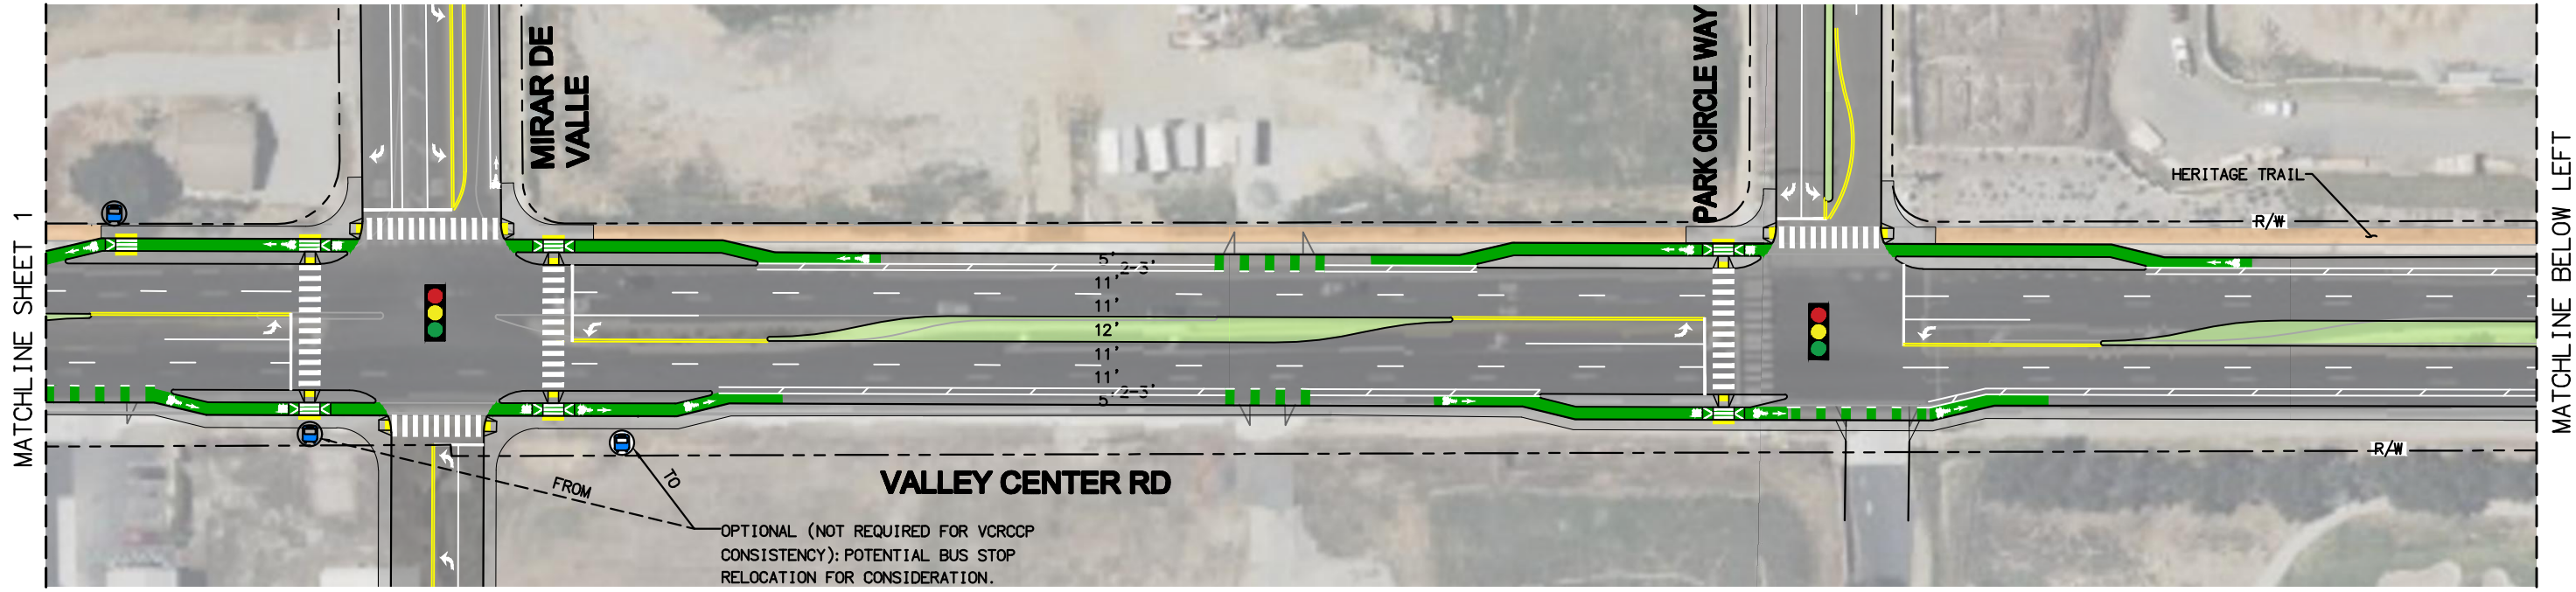 MATCHLINE SHEET 1
MIRAR DE
VALLE
PARK CIRCLE WAY
HERITAGE TRAIL
R/W
MATCHLINE BELOW LEFT
5'
2-3'
11'
11'
12'
11'
11'
2-3'
5'
R/W
FROM
TO
VALLEY CENTER RD
OPTIONAL (NOT REQUIRED FOR VCRCCP
CONSISTENCY): POTENTIAL BUS STOP
RELOCATION FOR CONSIDERATION.